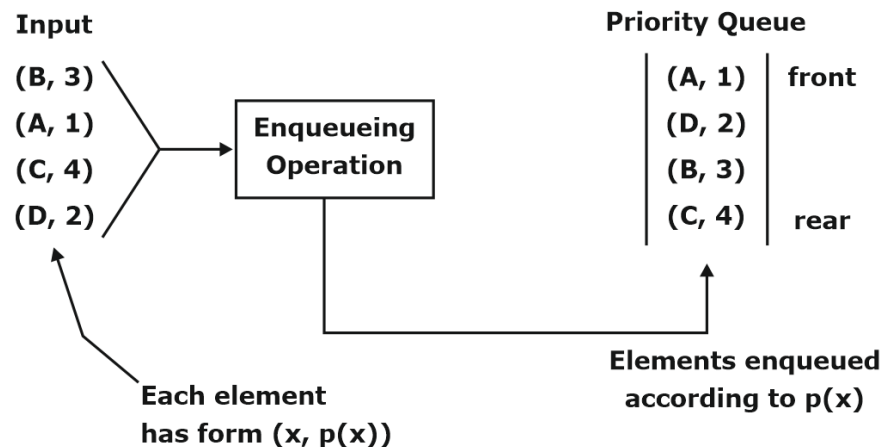 Input
(B, 3)
(A, 1)
(C, 4)
(D, 2)
Enqueueing
Operation
Each element
has form (x, p(x))
Priority Queue
(A, 1) front
(D, 2)
(B, 3)
(C, 4) rear
Elements enqueued
according to p(x)